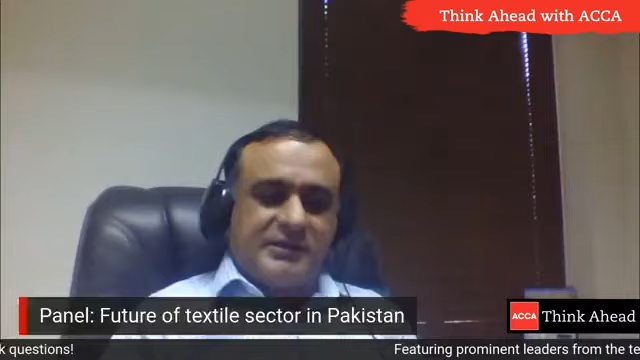 Think Ahead with ACCA
Panel: Future of textile sector in Pakistan
ACCA Think Ahead
questions!
Featuring prominent leaders from the